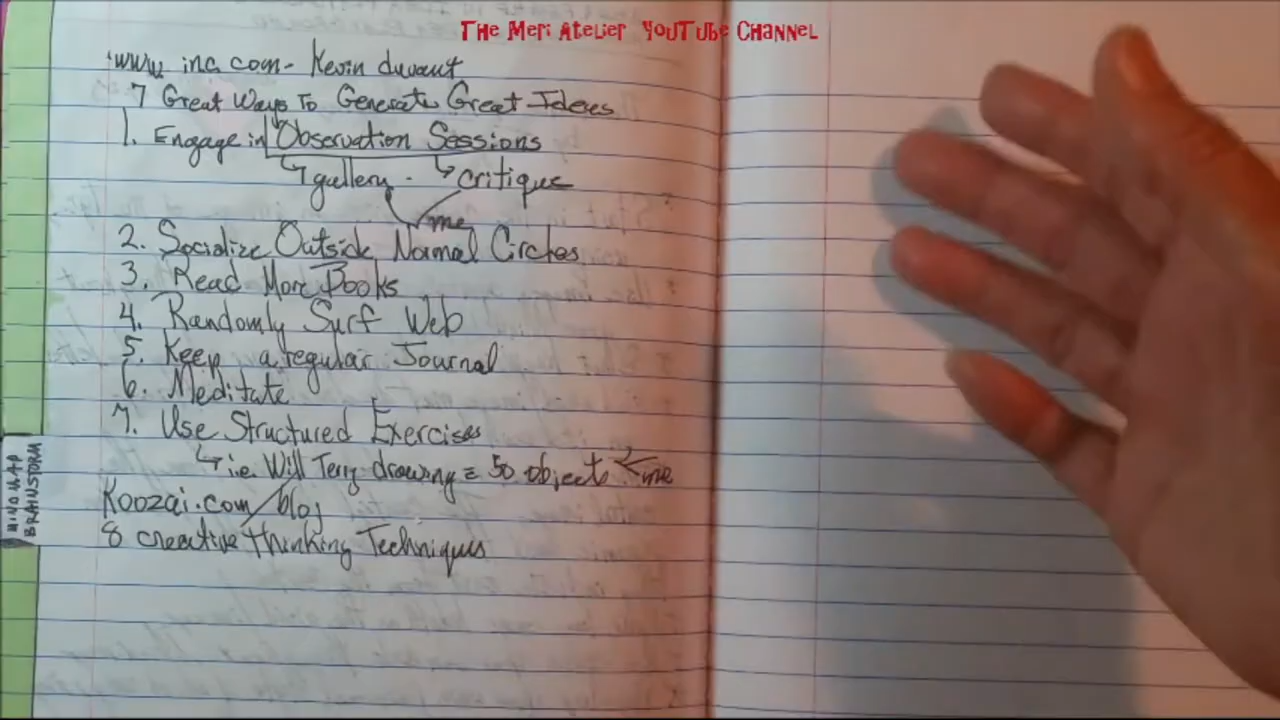 The Meri Atelier YouTube Channel
www inc com - Kevin duvant
7 Great Ways To Generate Great Ideas
1. Engage in Observation Sessions
gallery - critique
me
2. Socialize Outside Normal Circles
3. Read More Books
4. Randomly Surf Web
5. Keep a regular Journal
6. Meditate
7. Use Structured Exercises
i.e. Will Terry drawing = 50 objects me
Koozai.com/blog
8 creative thinking Techniques
MIND MAP
BRAINSTORM